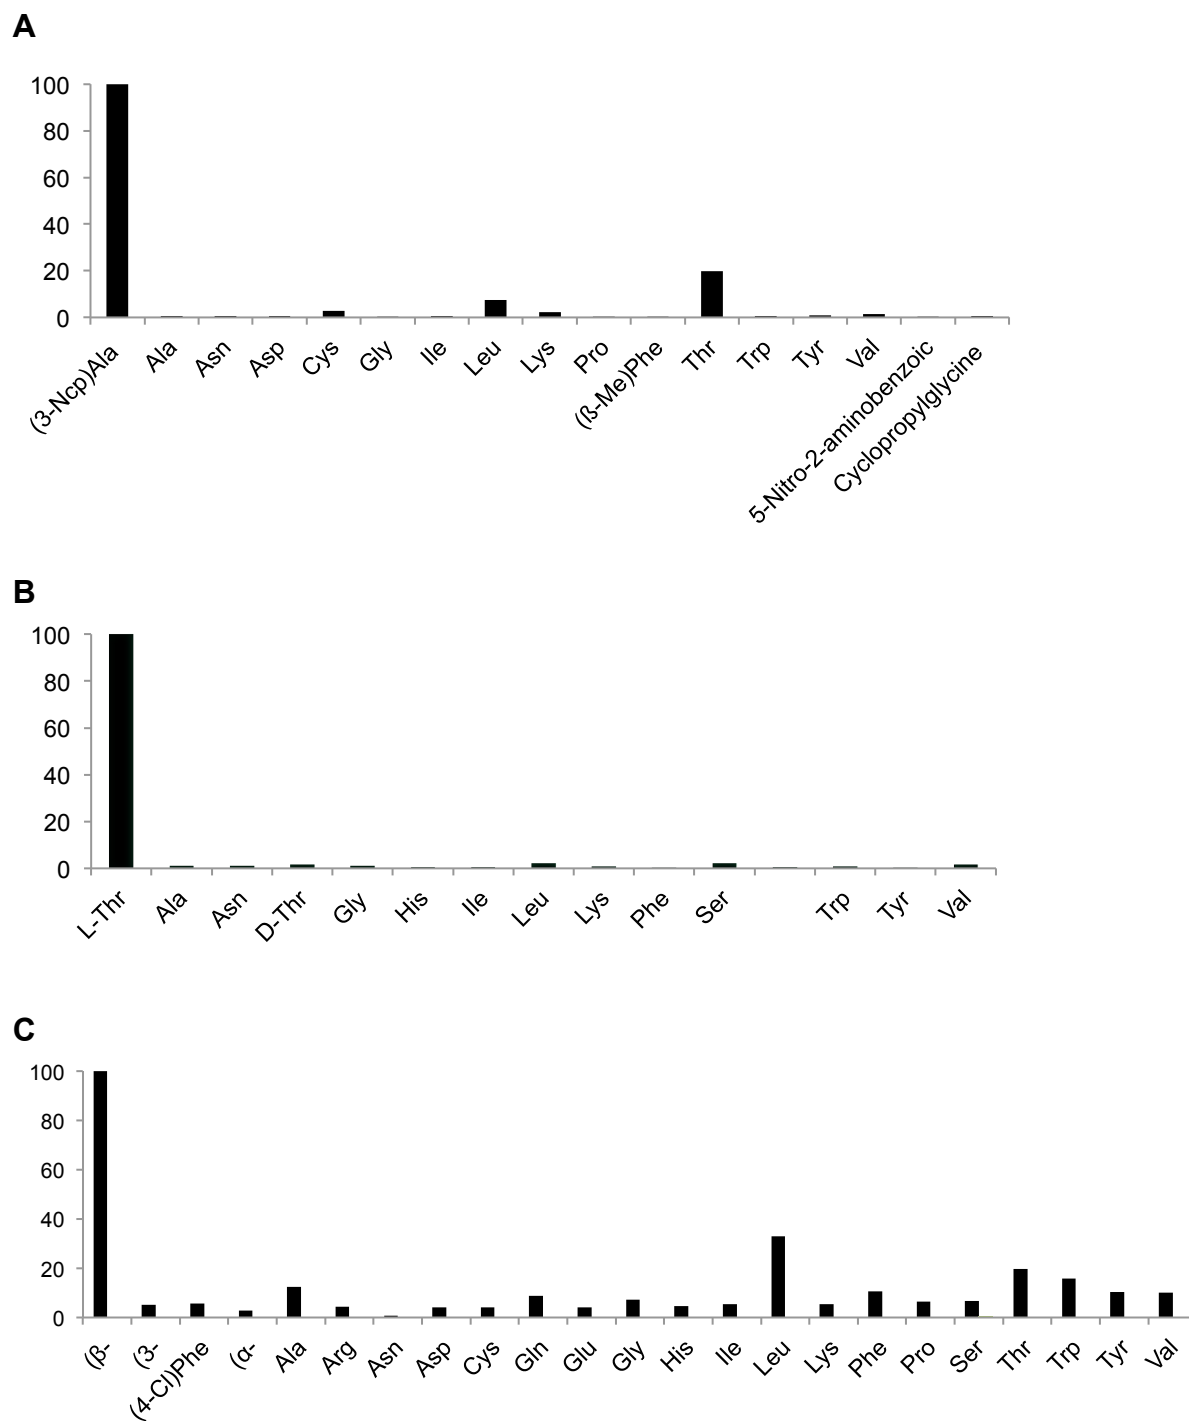 A
100
80
60
40
20
0
(3-Ncp)Ala
Ala
Asn
Asp
Cys
Gly
Ile
Leu
Lys
Pro
(ß-Me)Phe
Thr
Trp
Tyr
Val
5-Nitro-2-aminobenzoic
Cyclopropylglycine
B
100
80
60
40
20
0
L-Thr
Ala
Asn
D-Thr
Gly
His
Ile
Leu
Lys
Phe
Ser
Trp
Tyr
Val
C
100
80
60
40
20
0
(β-
(3-
(4-Cl)Phe
(α-
Ala
Arg
Asn
Asp
Cys
Gln
Glu
Gly
His
Ile
Leu
Lys
Phe
Pro
Ser
Thr
Trp
Tyr
Val